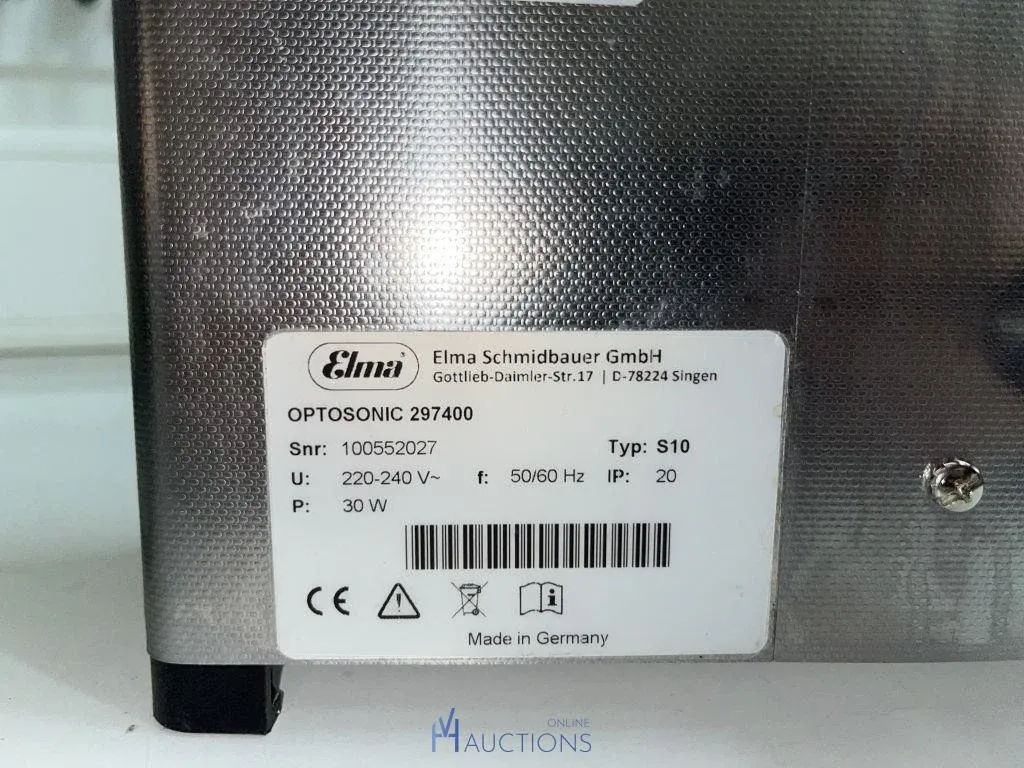 Elma
Elma Schmidbauer GmbH
Gottlieb-Daimler-Str.17 | D-78224 Singen
OPTOSONIC 297400
Snr: 100552027 Typ: S10
U: 220-240 V~ f: 50/60 Hz IP: 20
P: 30 W
CE
Made in Germany
ONLINE
AUCTIONS